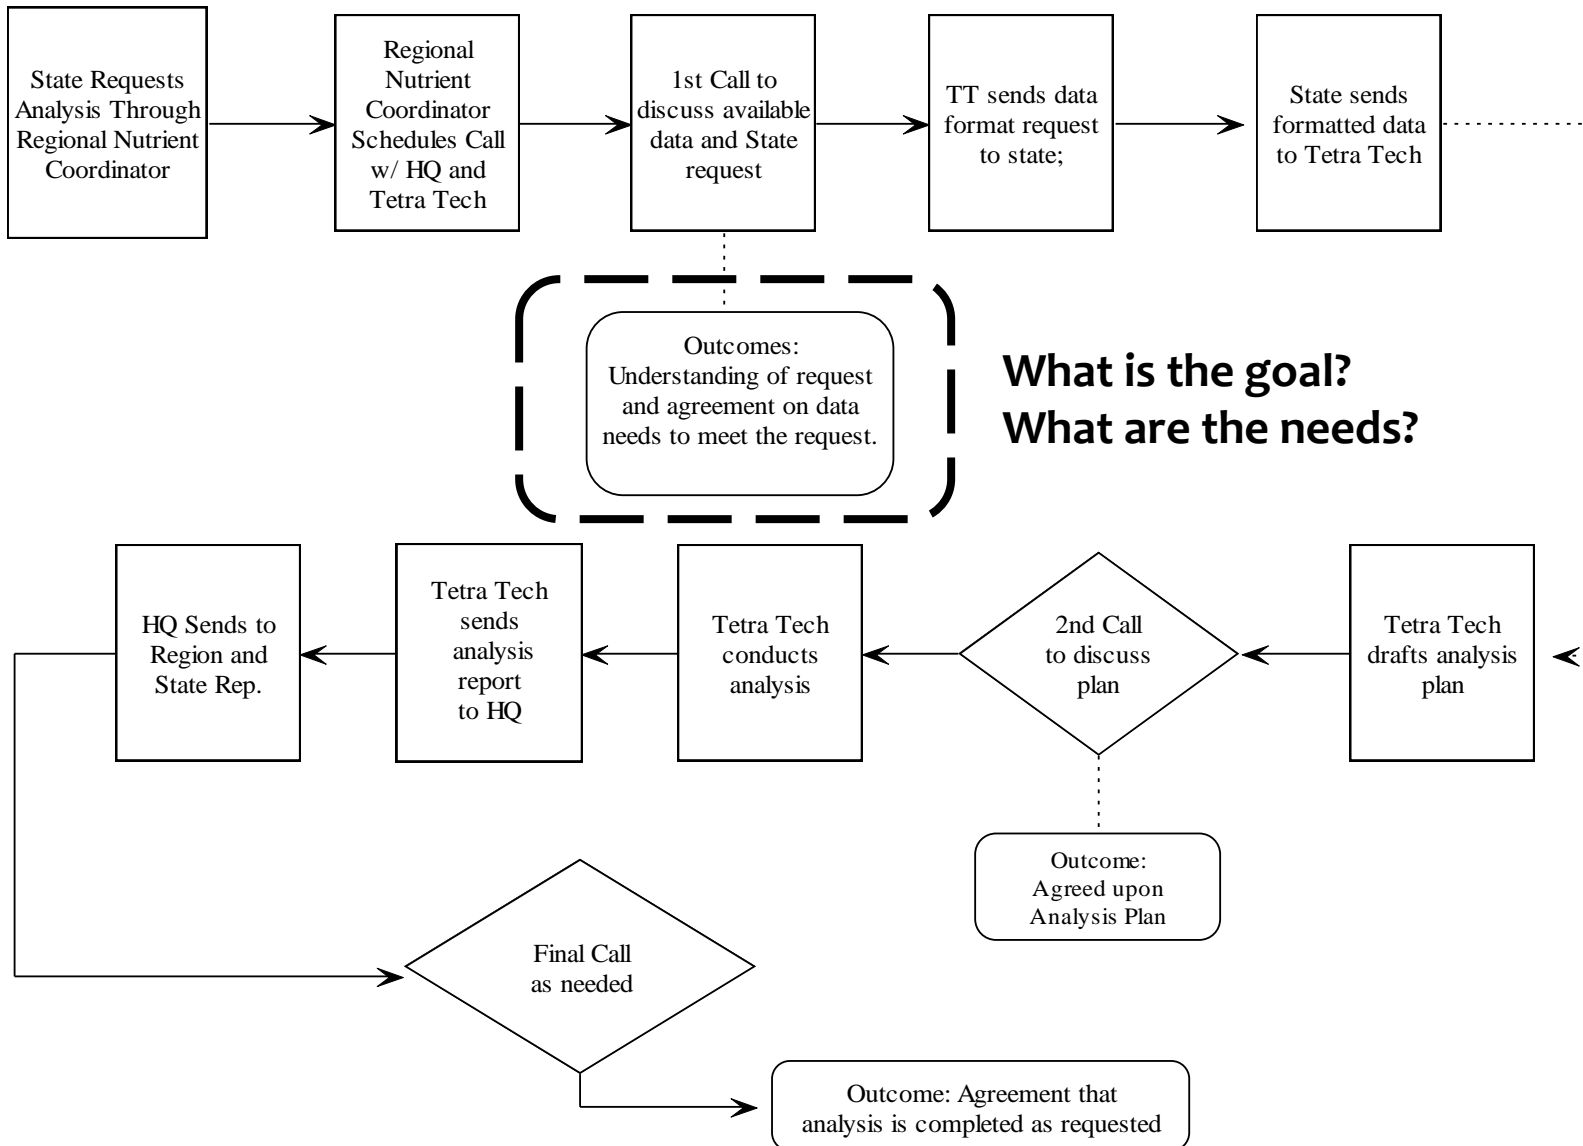 State Requests
Analysis Through
Regional Nutrient
Coordinator
Regional
Nutrient
Coordinator
Schedules Call
w/ HQ and
Tetra Tech
1st Call to
discuss available
data and State
request
TT sends data
format request
to state;
State sends
formatted data
to Tetra Tech
Outcomes:
Understanding of request
and agreement on data
needs to meet the request.
What is the goal?
What are the needs?
HQ Sends to
Region and
State Rep.
Tetra Tech
sends
analysis
report
to HQ
Tetra Tech
conducts
analysis
2nd Call
to discuss
plan
Tetra Tech
drafts analysis
plan
Outcome:
Agreed upon
Analysis Plan
Final Call
as needed
Outcome: Agreement that
analysis is completed as requested